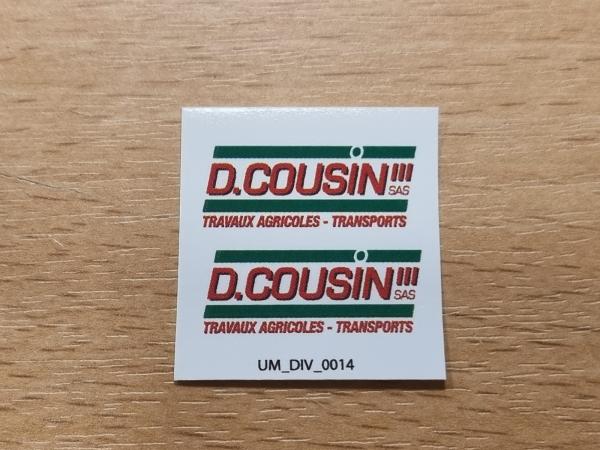 D.COUSIN
SAS
TRAVAUX AGRICOLES - TRANSPORTS
D.COUSIN
SAS
TRAVAUX AGRICOLES - TRANSPORTS
UM_DIV_0014